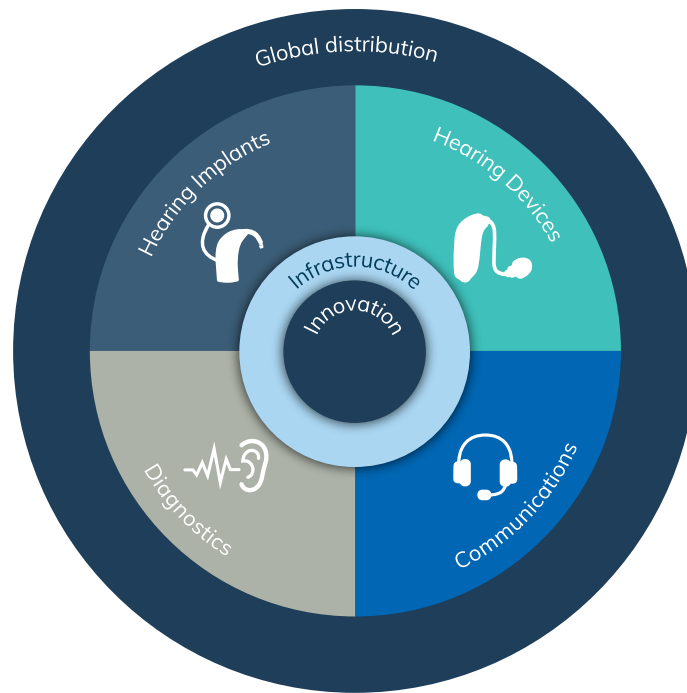 Global distribution
Hearing Implants
Hearing Devices
Infrastructure
Innovation
Diagnostics
Communications